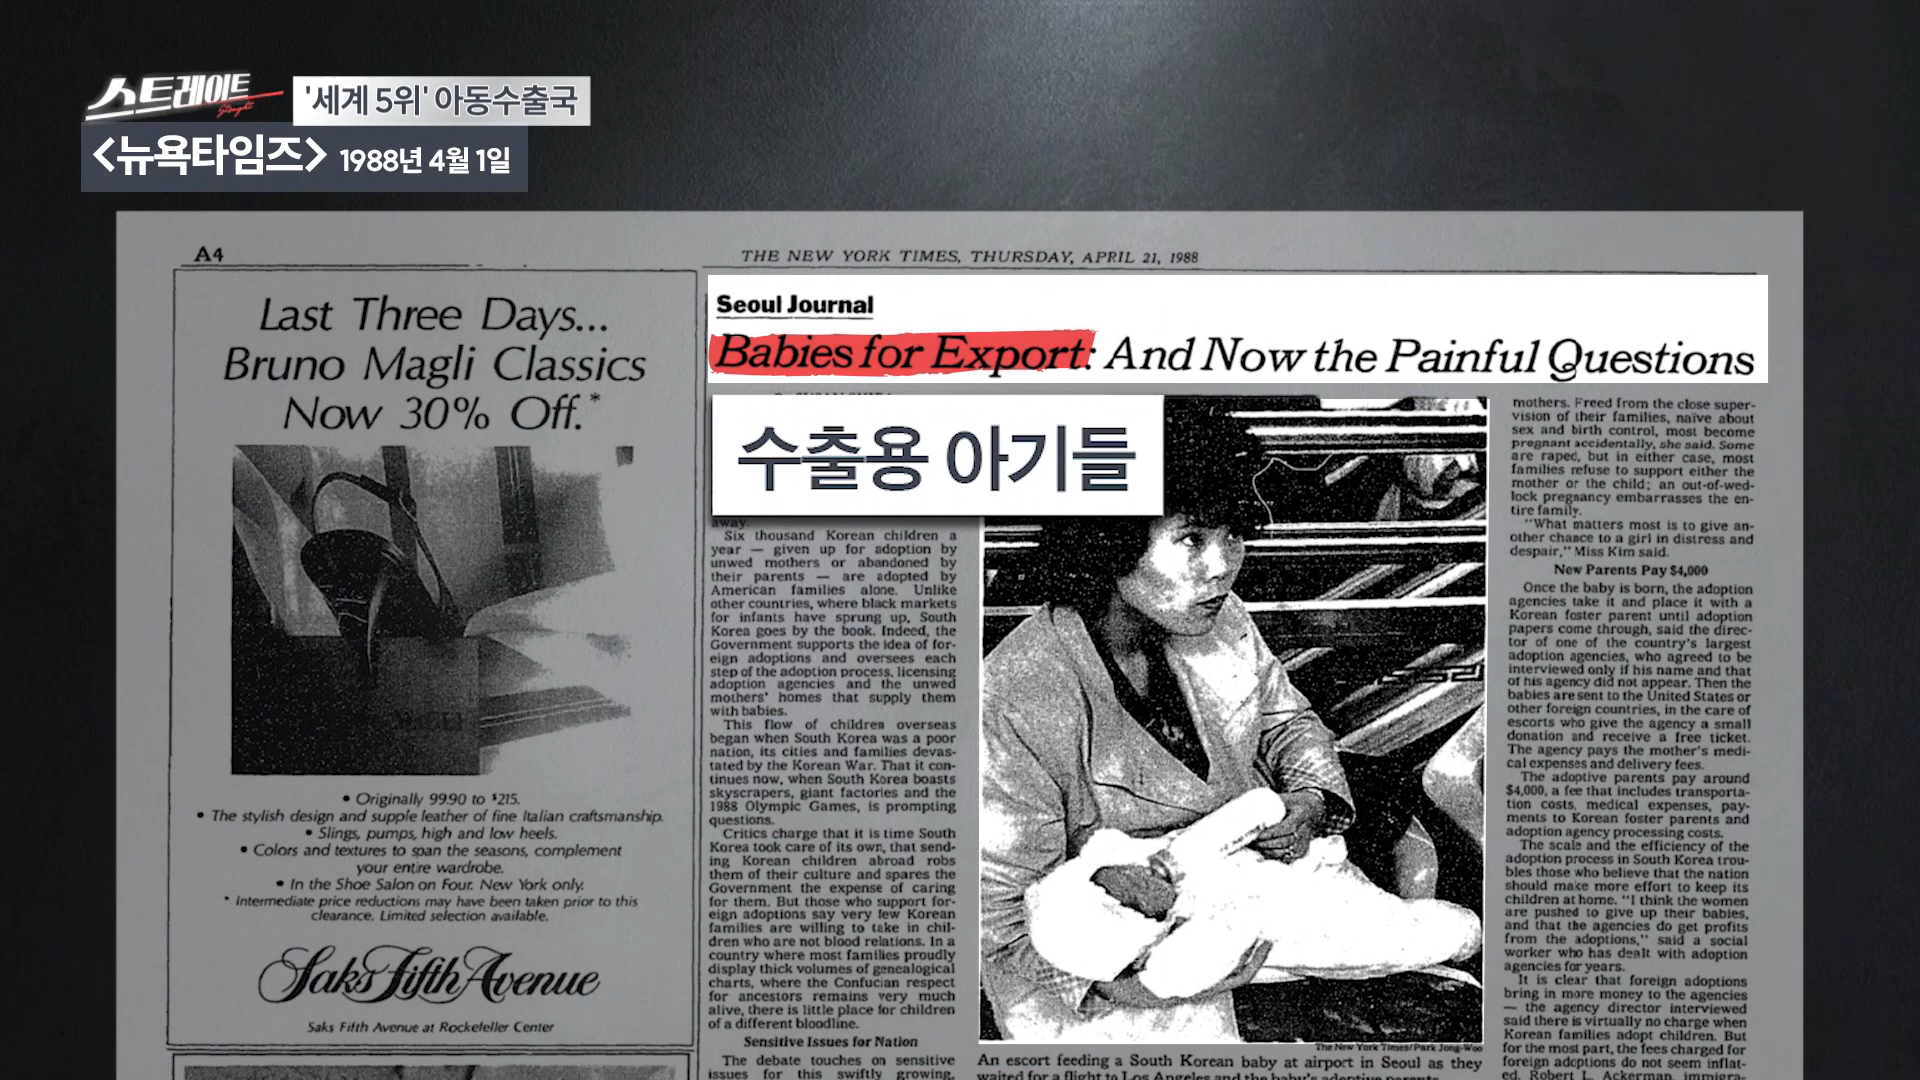 스트레이트
Straight
'세계 5위' 아동수출국
<뉴욕타임즈> 1988년 4월 1일
A4
THE NEW YORK TIMES, THURSDAY, APRIL 21, 1988
Last Three Days...
Bruno Magli Classics
Now 30% Off.*
• Originally 99.90 to $215.
• The stylish design and supple leather of fine Italian craftsmanship.
• Slings, pumps, high and low heels.
• Colors and textures to span the seasons, complement
your entire wardrobe.
• In the Shoe Salon on Four. New York only.
* Intermediate price reductions may have been taken prior to this
clearance. Limited selection available.
Saks Fifth Avenue
Saks Fifth Avenue at Rockefeller Center
Seoul Journal
Babies for Export: And Now the Painful Questions
수출용 아기들
away.
Six thousand Korean children a
year — given up for adoption by
unwed mothers or abandoned by
their parents — are adopted by
American families alone. Unlike
other countries, where black markets
for infants have sprung up, South
Korea goes by the book. Indeed, the
Government supports the idea of for-
eign adoptions and oversees each
step of the adoption process, licensing
adoption agencies and the unwed
mothers' homes that supply them
with babies.
This flow of children overseas
began when South Korea was a poor
nation, its cities and families devas-
tated by the Korean War. That it con-
tinues now, when South Korea boasts
skyscrapers, giant factories and the
1988 Olympic Games, is prompting
questions.
Critics charge that it is time South
Korea took care of its own, that send-
ing Korean children abroad robs
them of their culture and spares the
Government the expense of caring
for them. But those who support for-
eign adoptions say very few Korean
families are willing to take in chil-
dren who are not blood relations. In a
country where most families proudly
display thick volumes of genealogical
charts, where the Confucian respect
for ancestors remains very much
alive, there is little place for children
of a different bloodline.
Sensitive Issues for Nation
The debate touches on sensitive
issues for this swiftly growing,
The New York Times/Park Jong-Woo
An escort feeding a South Korean baby at airport in Seoul as they
waited for a flight to Los Angeles and the baby's adoptive parents.
mothers. Freed from the close super-
vision of their families, naïve about
sex and birth control, most become
pregnant accidentally, she said. Some
are raped, but in either case, most
families refuse to support either the
mother or the child; an out-of-wed-
lock pregnancy embarrasses the en-
tire family.
"What matters most is to give an-
other chance to a girl in distress and
despair," Miss Kim said.
New Parents Pay $4,000
Once the baby is born, the adoption
agencies take it and place it with a
Korean foster parent until adoption
papers come through, said the direc-
tor of one of the country's largest
adoption agencies, who agreed to be
interviewed only if his name and that
of his agency did not appear. Then the
babies are sent to the United States or
other foreign countries, in the care of
escorts who give the agency a small
donation and receive a free ticket.
The agency pays the mother's medi-
cal expenses and delivery fees.
The adoptive parents pay around
$4,000, a fee that includes transporta-
tion costs, medical expenses, pay-
ments to Korean foster parents and
adoption agency processing costs.
The scale and the efficiency of the
adoption process in South Korea trou-
bles those who believe that the nation
should make more effort to keep its
children at home. "I think the women
are pushed to give up their babies,
and that the agencies do get profits
from the adoptions," said a social
worker who has dealt with adoption
agencies for years.
It is clear that foreign adoptions
bring in more money to the agencies
— the agency director interviewed
said there is virtually no charge when
Korean families adopt children. But
for the most part, the fees charged for
foreign adoptions do not seem inflat-
ed. Robert L. Ackerman, immigra-